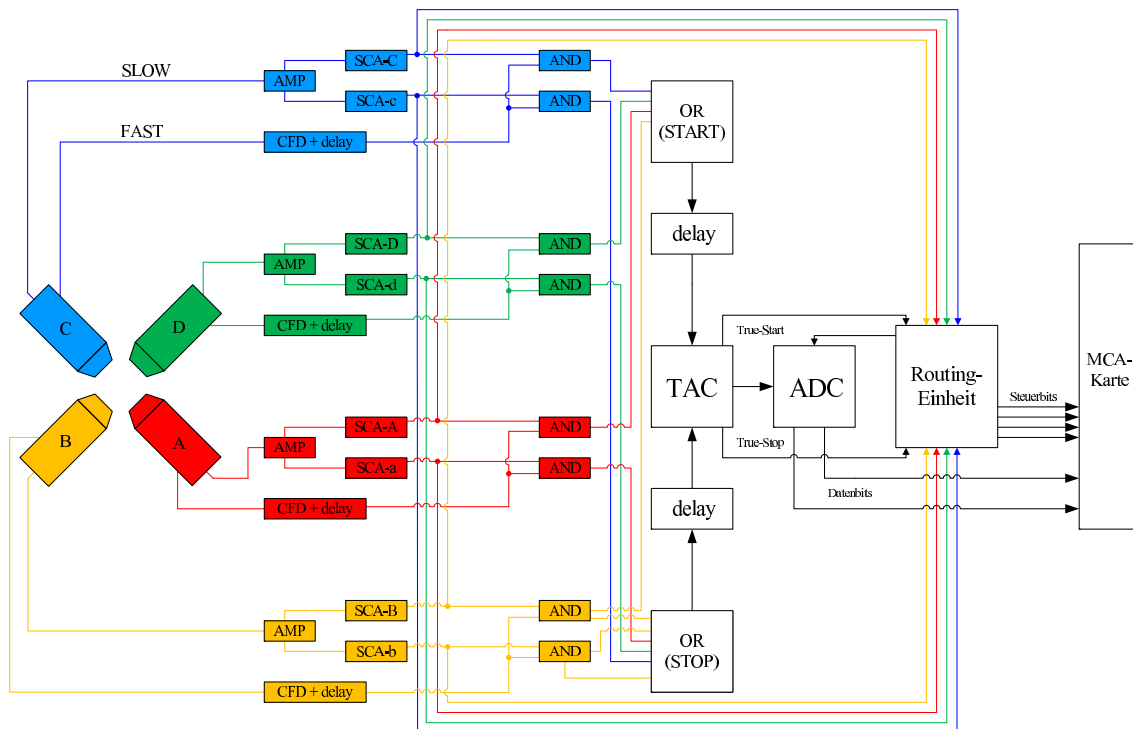 SLOW
AMP
SCA-C
SCA-c
AND
AND
OR
(START)
FAST
CFD + delay
delay
SCA-D
AMP
SCA-d
AND
AND
CFD + delay
C
D
True-Start
TAC
ADC
Routing-
Einheit
MCA-
Karte
Steuerbits
B
A
SCA-A
AMP
SCA-a
AND
AND
True-Stop
CFD + delay
Datenbits
delay
SCA-B
AMP
SCA-b
AND
AND
OR
(STOP)
CFD + delay